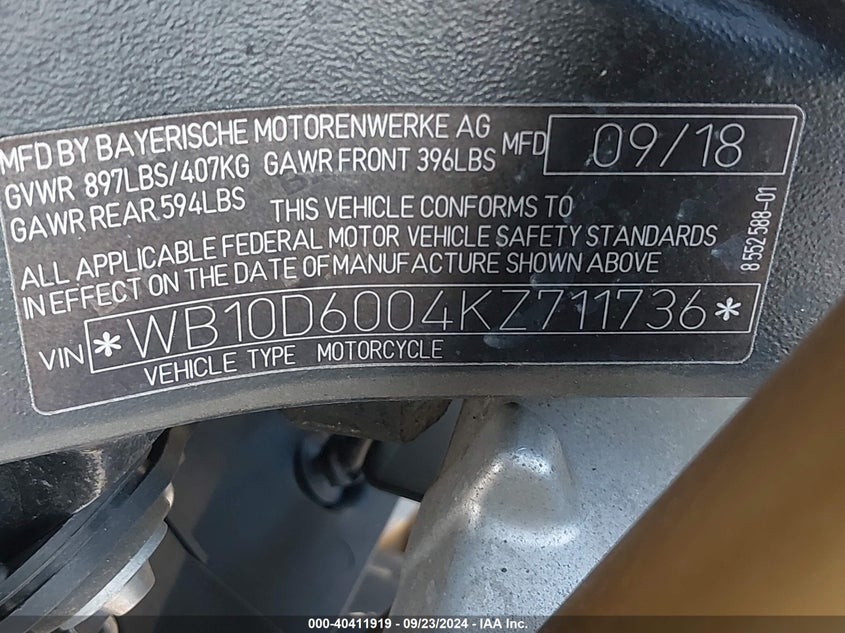 MFD BY BAYERISCHE MOTORENWERKE AG MFD 09/18
GVWR 897LBS/407KG GAWR FRONT 396LBS
GAWR REAR 594LBS THIS VEHICLE CONFORMS TO
ALL APPLICABLE FEDERAL MOTOR VEHICLE SAFETY STANDARDS
IN EFFECT ON THE DATE OF MANUFACTURE SHOWN ABOVE
VIN *WB10D6004KZ711736*
VEHICLE TYPE MOTORCYCLE
8 552 588-01
000-40411919 | 09/23/2024 | © IAA Inc.